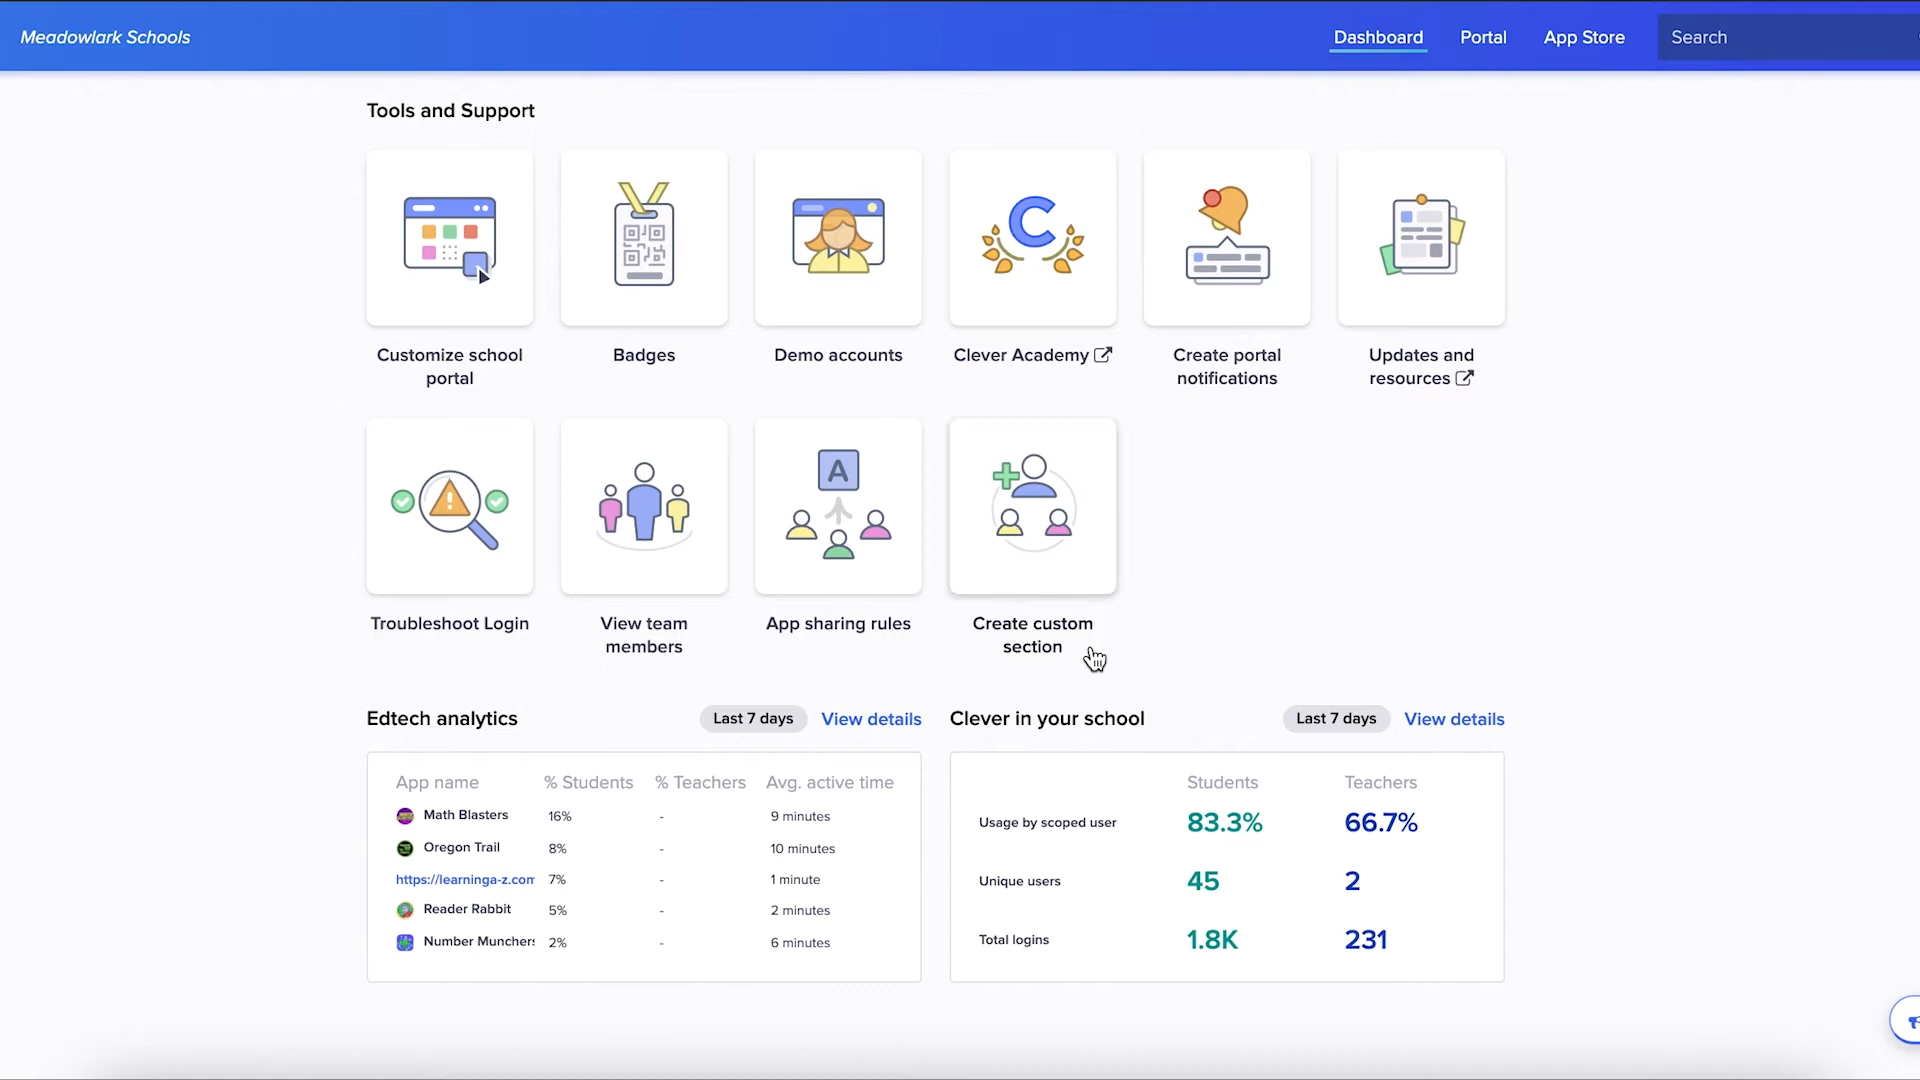 Meadowlark Schools
Dashboard
Portal
App Store
Search
Tools and Support
Customize school
portal
Badges
Demo accounts
Clever Academy
Create portal
notifications
Updates and
resources
Troubleshoot Login
View team
members
App sharing rules
Create custom
section
Edtech analytics
Last 7 days
View details
App name % Students % Teachers Avg. active time
Math Blasters 16% - 9 minutes
Oregon Trail 8% - 10 minutes
https://learninga-z.com 7% - 1 minute
Reader Rabbit 5% - 2 minutes
Number Munchers 2% - 6 minutes
Clever in your school
Last 7 days
View details
Students Teachers
Usage by scoped user 83.3% 66.7%
Unique users 45 2
Total logins 1.8K 231
A
C